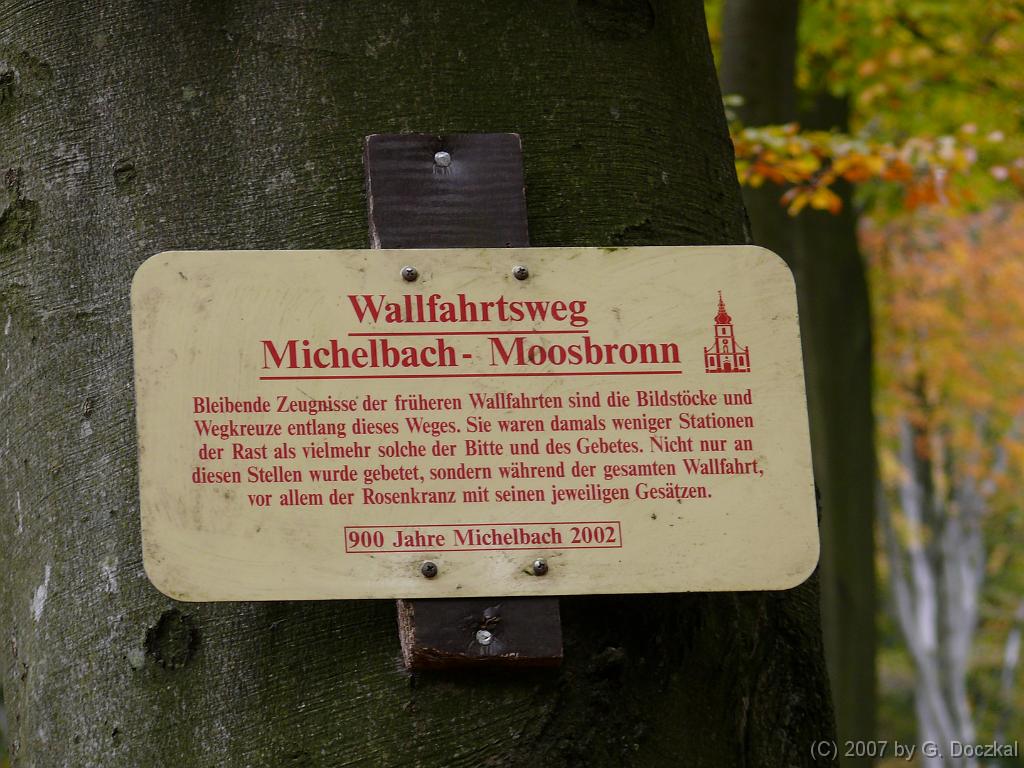 Wallfahrtsweg
Michelbach - Moosbronn
Bleibende Zeugnisse der früheren Wallfahrten sind die Bildstöcke und
Wegkreuze entlang dieses Weges. Sie waren damals weniger Stationen
der Rast als vielmehr solche der Bitte und des Gebetes. Nicht nur an
diesen Stellen wurde gebetet, sondern während der gesamten Wallfahrt,
vor allem der Rosenkranz mit seinen jeweiligen Gesätzen.
900 Jahre Michelbach 2002
(C) 2007 by G. Doczkal